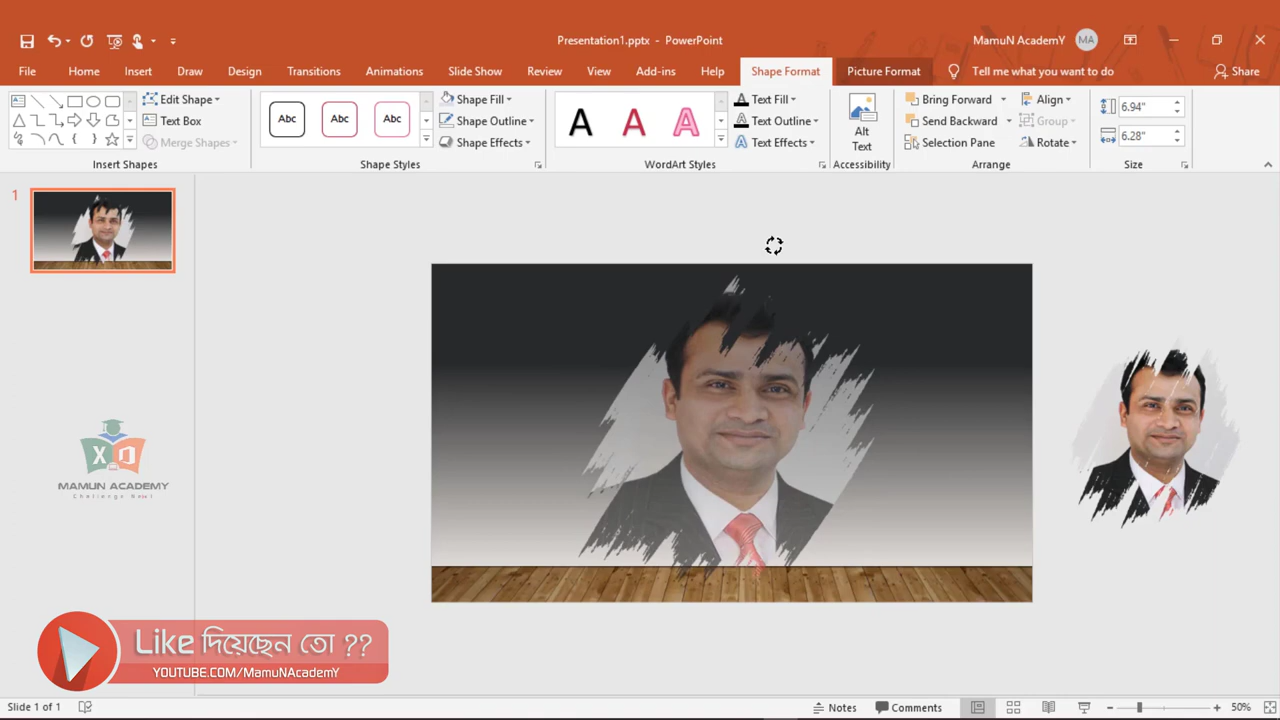 Presentation1.pptx - PowerPoint
MamuN AcademY
MA
File
Home
Insert
Draw
Design
Transitions
Animations
Slide Show
Review
View
Add-ins
Help
Shape Format
Picture Format
Tell me what you want to do
Share
Edit Shape
Text Box
Merge Shapes
Insert Shapes
Abc
Abc
Abc
Shape Fill
Shape Outline
Shape Effects
Shape Styles
A
A
A
Text Fill
Text Outline
Text Effects
WordArt Styles
Alt
Text
Accessibility
Bring Forward
Send Backward
Selection Pane
Align
Group
Rotate
Arrange
6.94"
6.28"
Size
1
X
MAMUN ACADEMY
Challenge Next
Like দিয়েছেন তো ??
YOUTUBE.COM/MamuNAcademY
Slide 1 of 1
Notes
Comments
50%